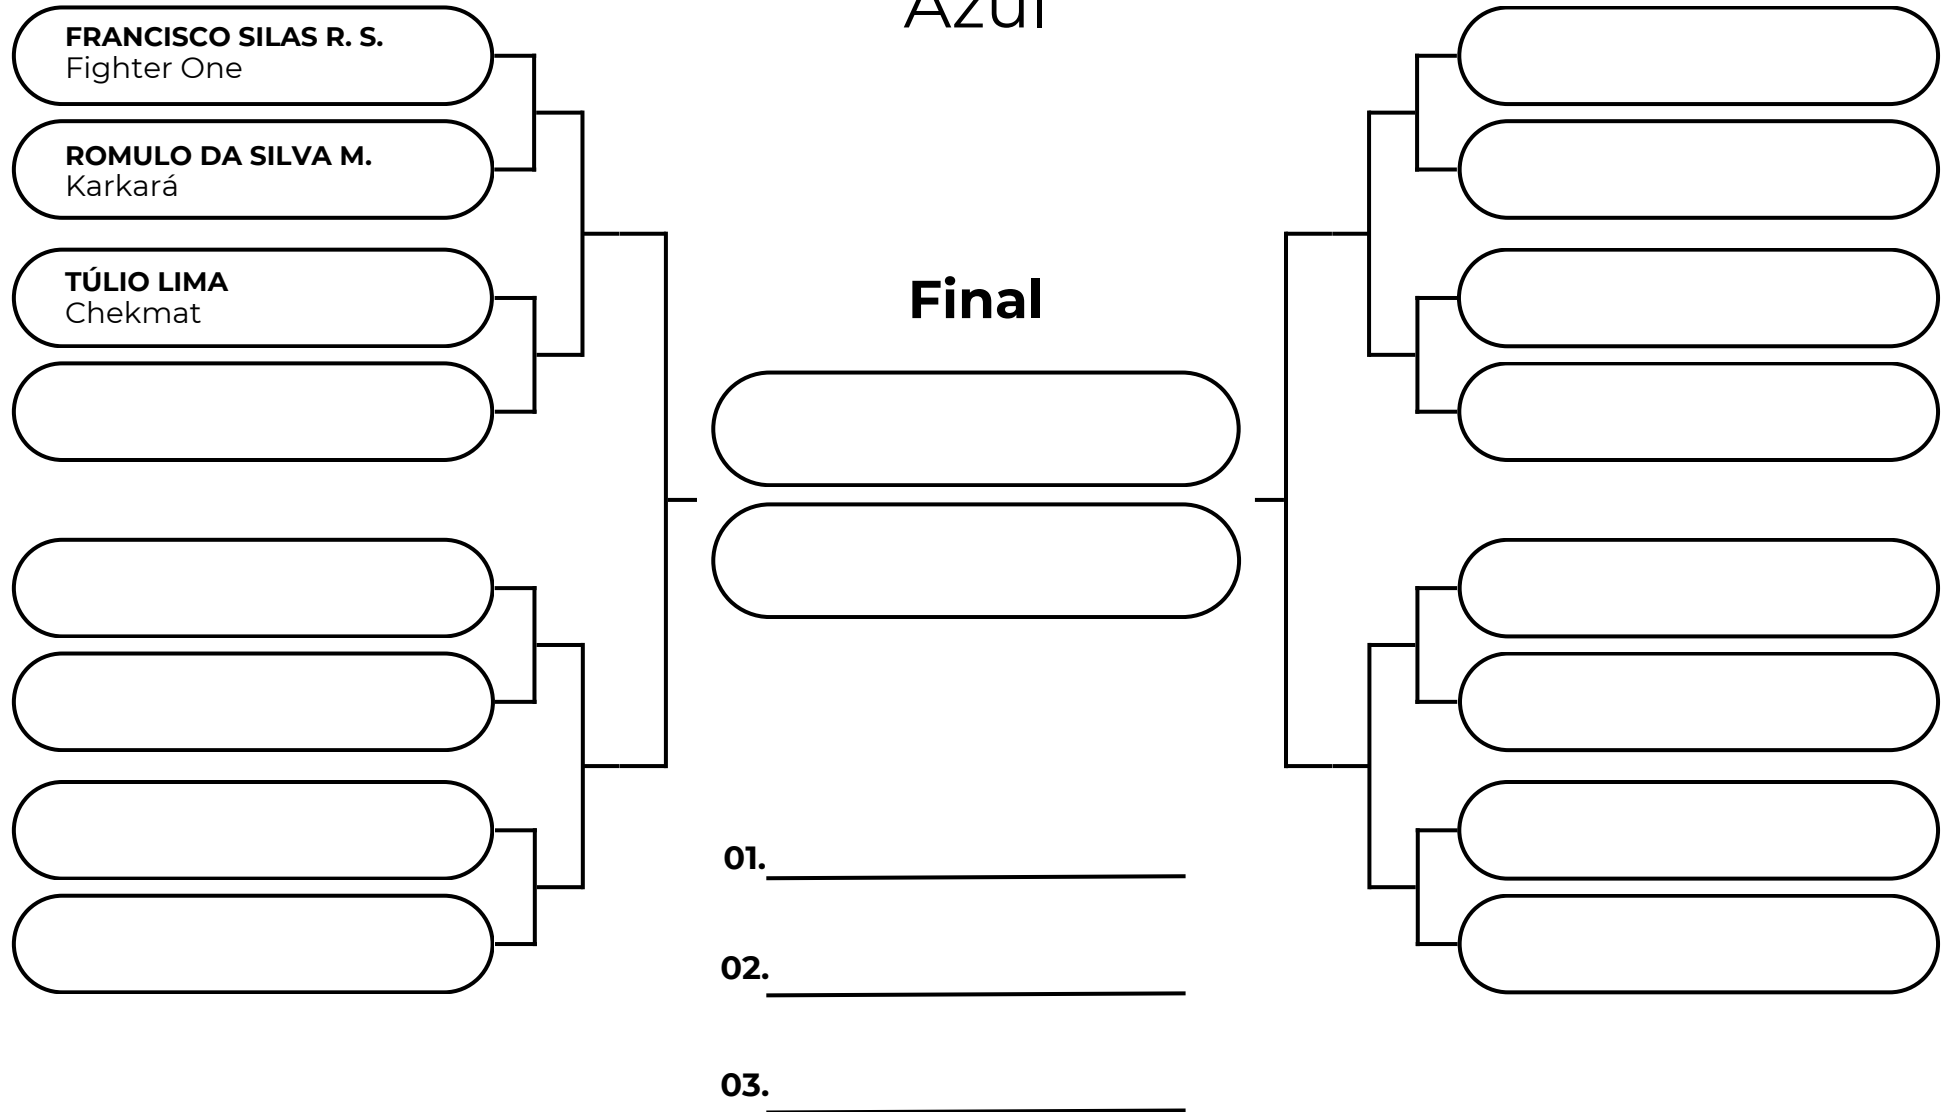 Azul
FRANCISCO SILAS R. S.
Fighter One
ROMULO DA SILVA M.
Karkará
TÚLIO LIMA
Chekmat
Final
01.
02.
03.